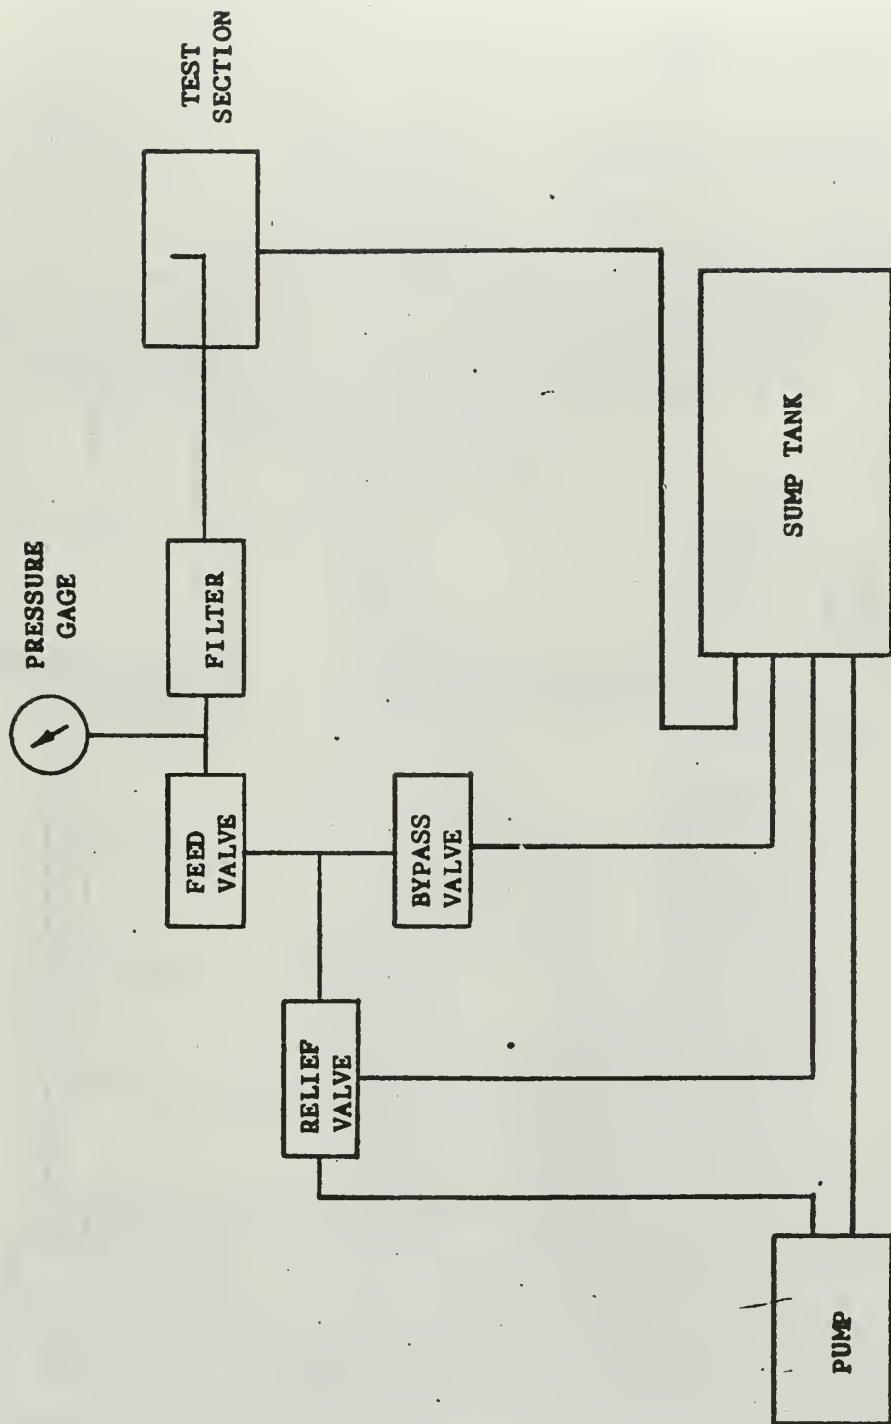 PRESSURE
GAGE
TEST
SECTION
FEED
VALVE
FILTER
RELIEF
VALVE
BYPASS
VALVE
PUMP
SUMP TANK